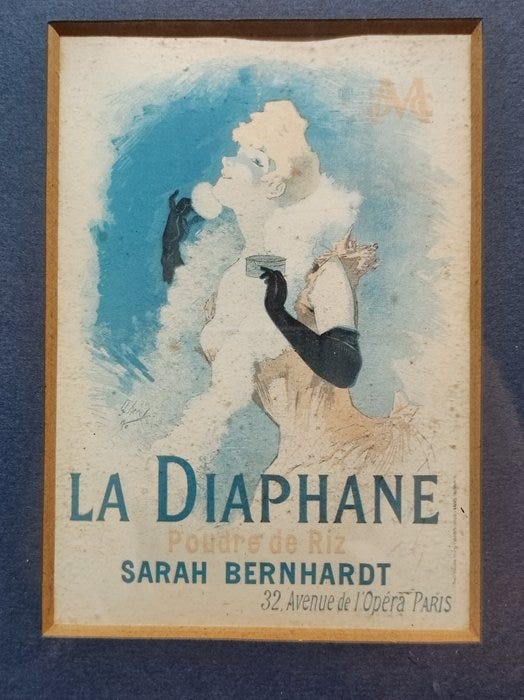 LA DIAPHANE
Poudre de Riz
SARAH BERNHARDT
32, Avenue de l'Opéra PARIS